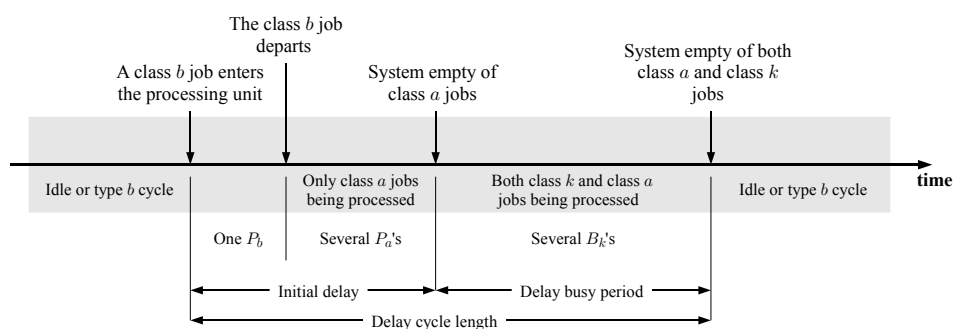 The class b job
departs
A class b job enters
the processing unit
System empty of
class a jobs
System empty of both
class a and class k
jobs
time
Idle or type b cycle
Only class a jobs
being processed
Both class k and class a
jobs being processed
Idle or type b cycle
One P_b
Several P_a's
Several B_k's
Initial delay
Delay busy period
Delay cycle length